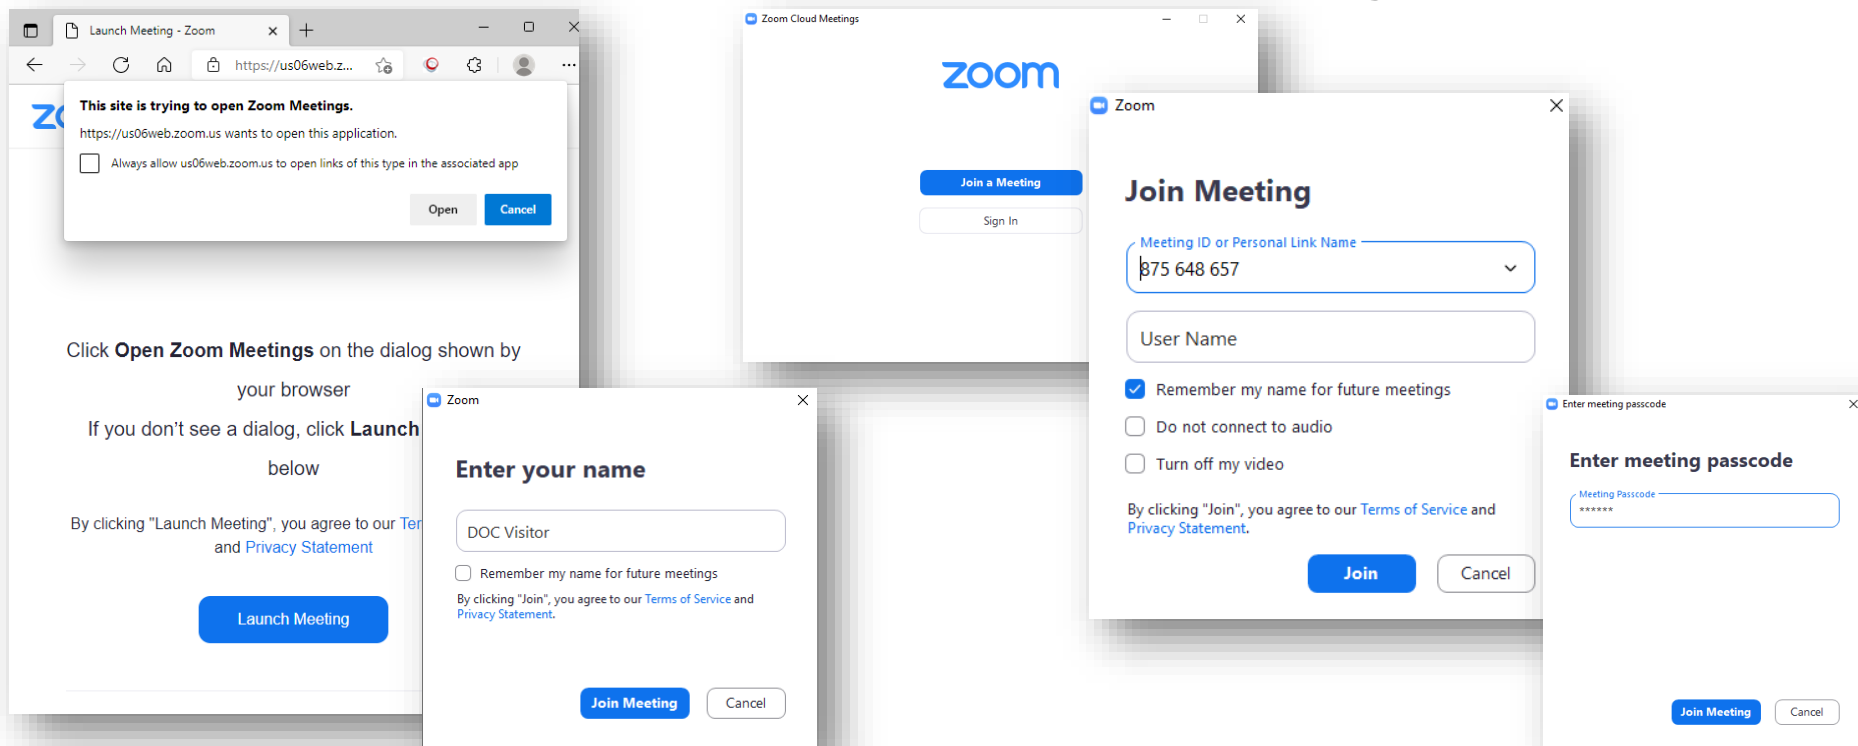 Launch Meeting - Zoom
https://us06web.z...
This site is trying to open Zoom Meetings.
https://us06web.zoom.us wants to open this application.
Always allow us06web.zoom.us to open links of this type in the associated app
Open
Cancel
Click Open Zoom Meetings on the dialog shown by
your browser
If you don't see a dialog, click Launch
below
By clicking "Launch Meeting", you agree to our
and Privacy Statement
Launch Meeting
Zoom
Enter your name
DOC Visitor
Remember my name for future meetings
By clicking "Join", you agree to our Terms of Service and
Privacy Statement.
Join Meeting
Cancel
Zoom Cloud Meetings
zoom
Join a Meeting
Sign In
Zoom
Join Meeting
Meeting ID or Personal Link Name
875 648 657
User Name
Remember my name for future meetings
Do not connect to audio
Turn off my video
By clicking "Join", you agree to our Terms of Service and
Privacy Statement.
Join
Cancel
Enter meeting passcode
Enter meeting passcode
Meeting Passcode
******
Join Meeting
Cancel